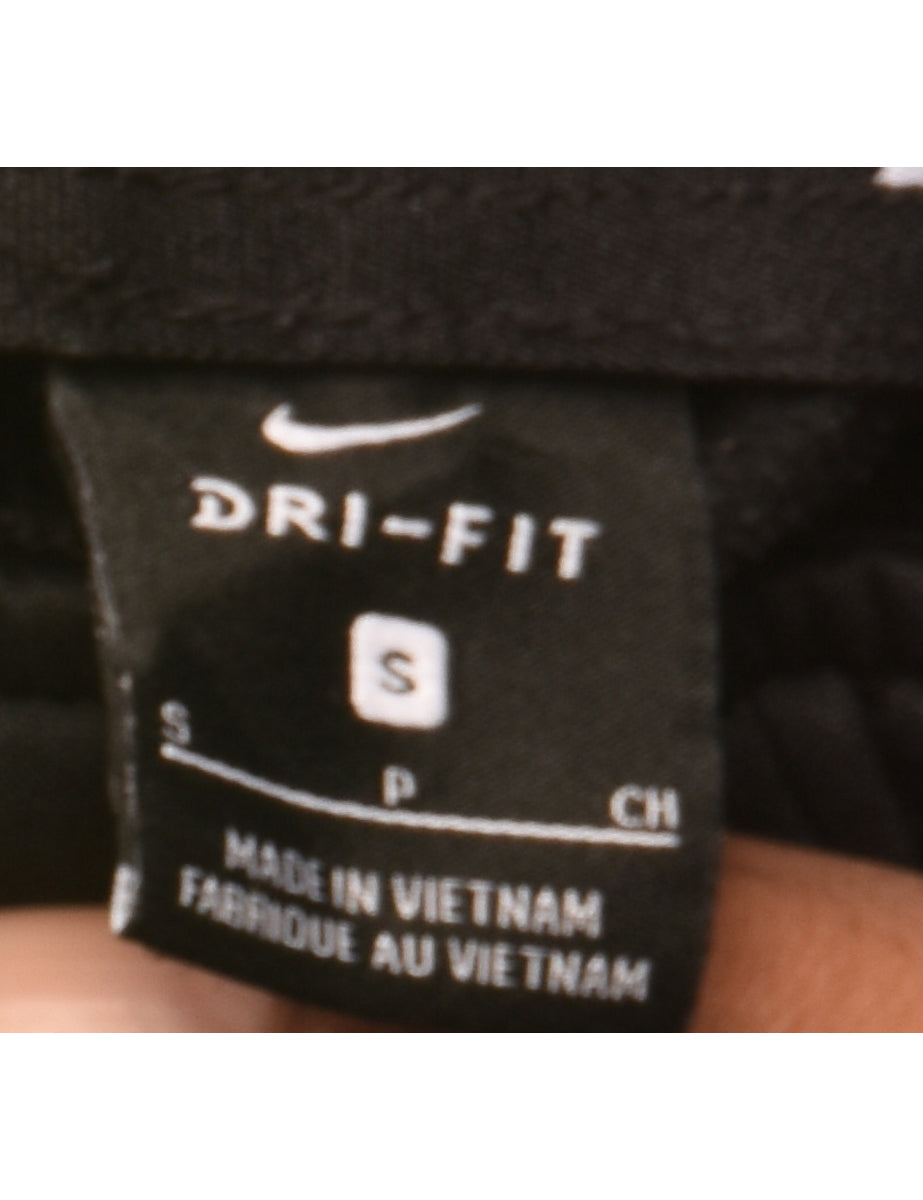 DRI-FIT
S
S P CH
MADE IN VIETNAM
FABRIQUE AU VIETNAM